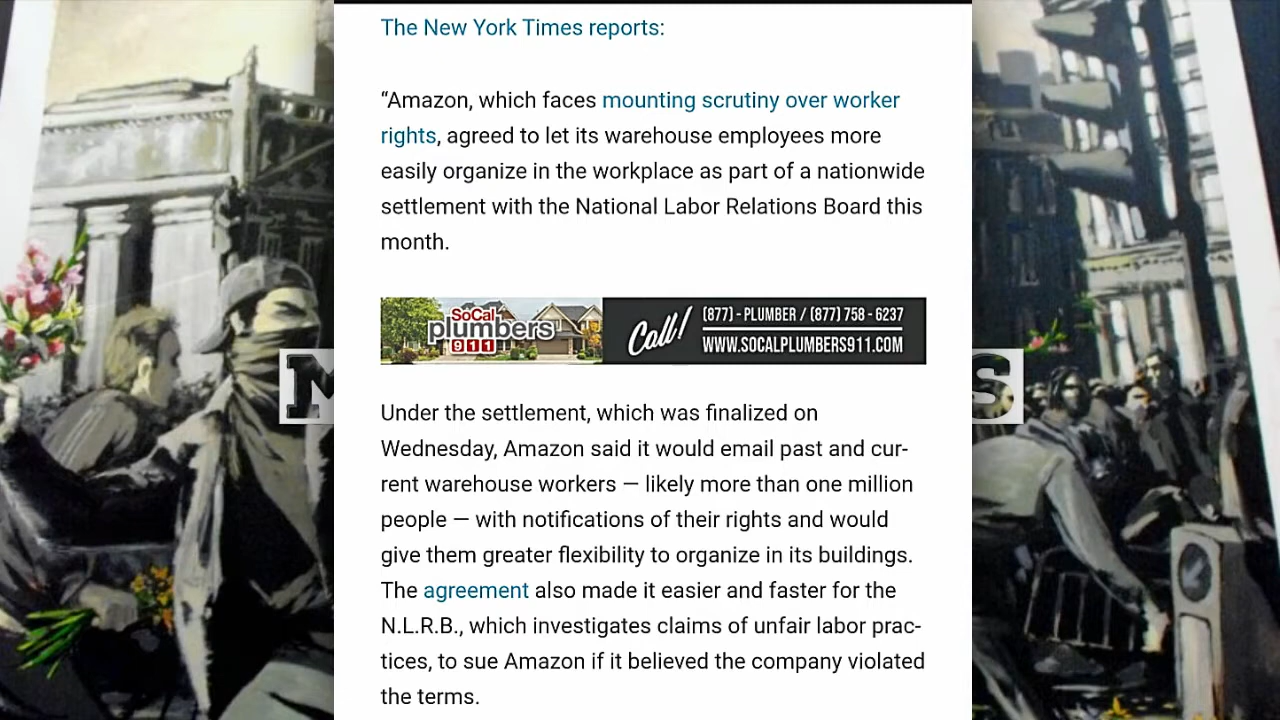 The New York Times reports:
“Amazon, which faces mounting scrutiny over worker
rights, agreed to let its warehouse employees more
easily organize in the workplace as part of a nationwide
settlement with the National Labor Relations Board this
month.
SoCal
plumbers
911
Call!
(877) - PLUMBER / (877) 758 - 6237
WWW.SOCALPLUMBERS911.COM
Under the settlement, which was finalized on
Wednesday, Amazon said it would email past and cur-
rent warehouse workers — likely more than one million
people — with notifications of their rights and would
give them greater flexibility to organize in its buildings.
The agreement also made it easier and faster for the
N.L.R.B., which investigates claims of unfair labor prac-
tices, to sue Amazon if it believed the company violated
the terms.
M
S